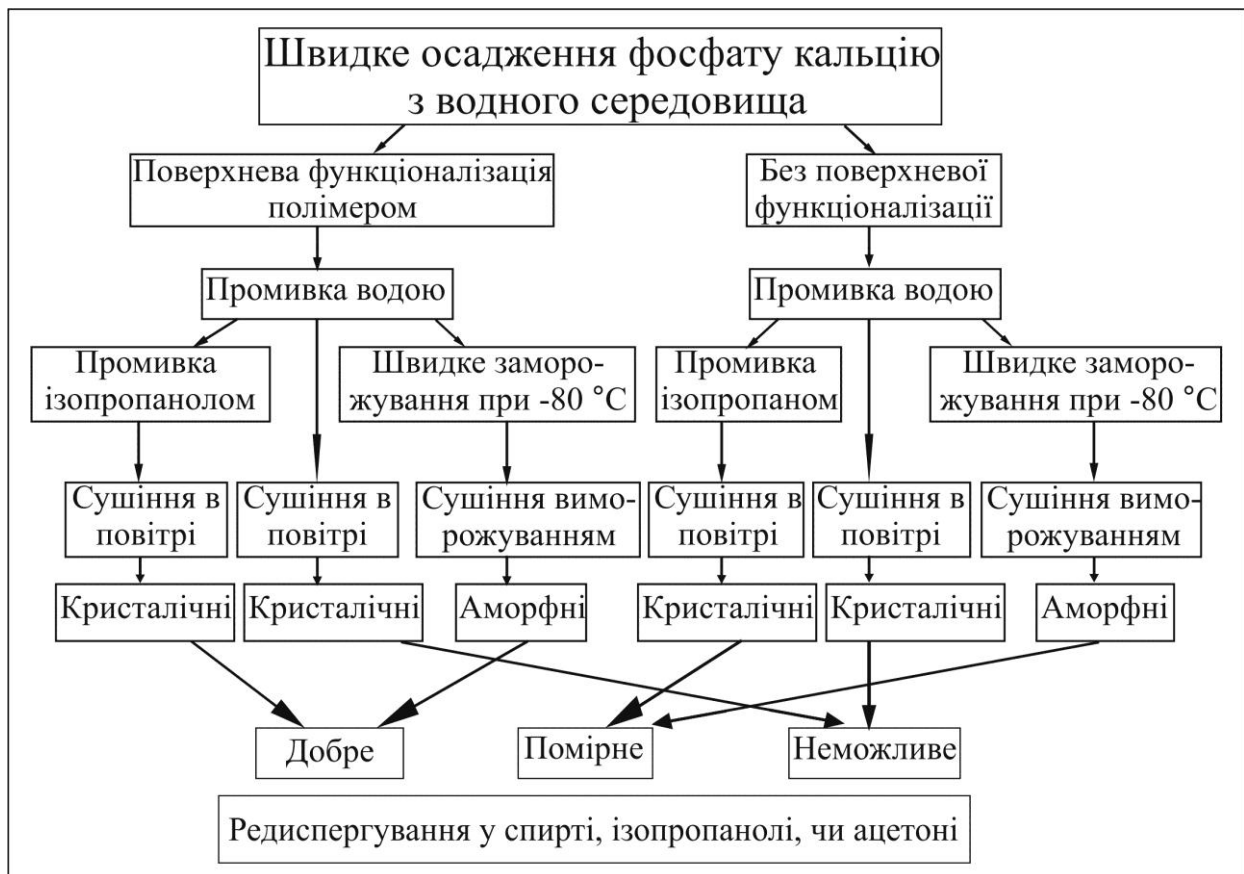 Швидке осадження фосфату кальцію
з водного середовища
Поверхнева функціоналізація
полімером
Без поверхневої
функціоналізації
Промивка водою
Промивка водою
Промивка
ізопропанолом
Швидке заморо-
жування при -80 °C
Промивка
ізопропаном
Швидке заморо-
жування при -80 °C
Сушіння в
повітрі
Сушіння в
повітрі
Сушіння вимо-
рожуванням
Сушіння в
повітрі
Сушіння в
повітрі
Сушіння вимо-
рожуванням
Кристалічні
Кристалічні
Аморфні
Кристалічні
Кристалічні
Аморфні
Добре
Помірне
Неможливе
Редиспергування у спирті, ізопропанолі, чи ацетоні